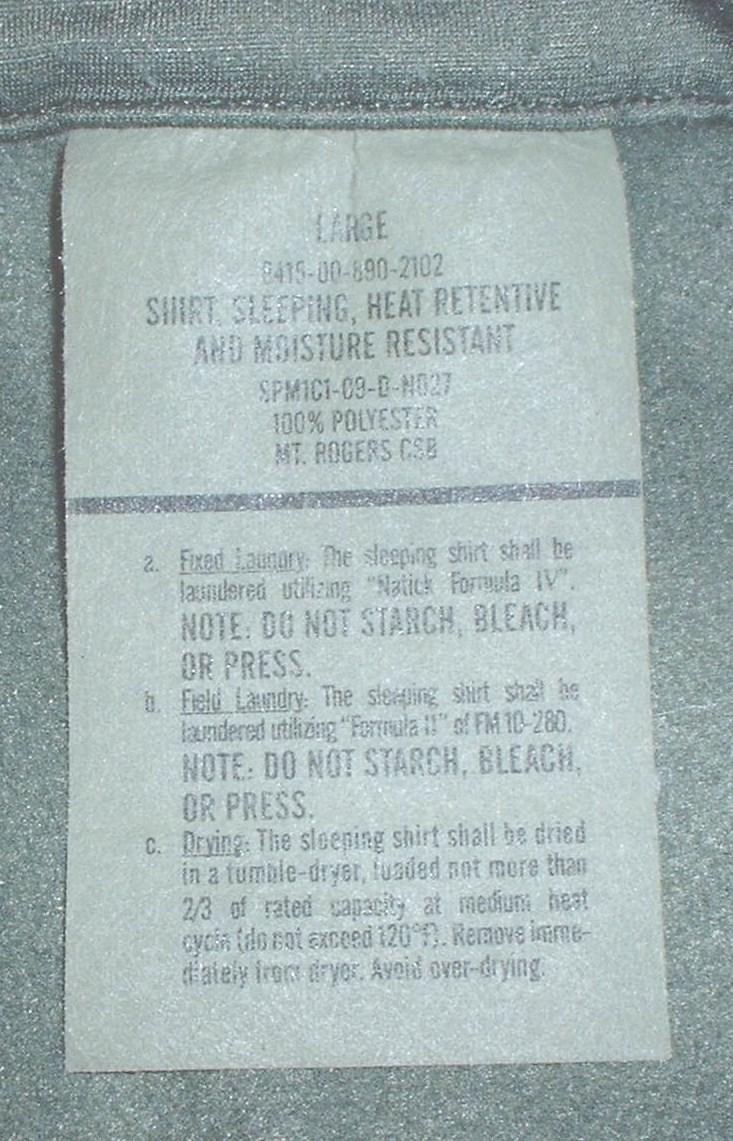 LARGE
8415-00-890-2102
SHIRT, SLEEPING, HEAT RETENTIVE
AND MOISTURE RESISTANT
SPM1C1-09-D-N027
100% POLYESTER
MT. ROGERS CSB
a. Fixed Laundry: The sleeping shirt shall be
laundered utilizing "Natick Formula IV".
NOTE: DO NOT STARCH, BLEACH,
OR PRESS.
b. Field Laundry: The sleeping shirt shall be
laundered utilizing "Formula II" of FM 10-280.
NOTE: DO NOT STARCH, BLEACH,
OR PRESS.
c. Drying: The sleeping shirt shall be dried
in a tumble-dryer, loaded not more than
2/3 of rated capacity at medium heat
cycle (do not exceed 120°f). Remove imme-
diately from dryer. Avoid over-drying.